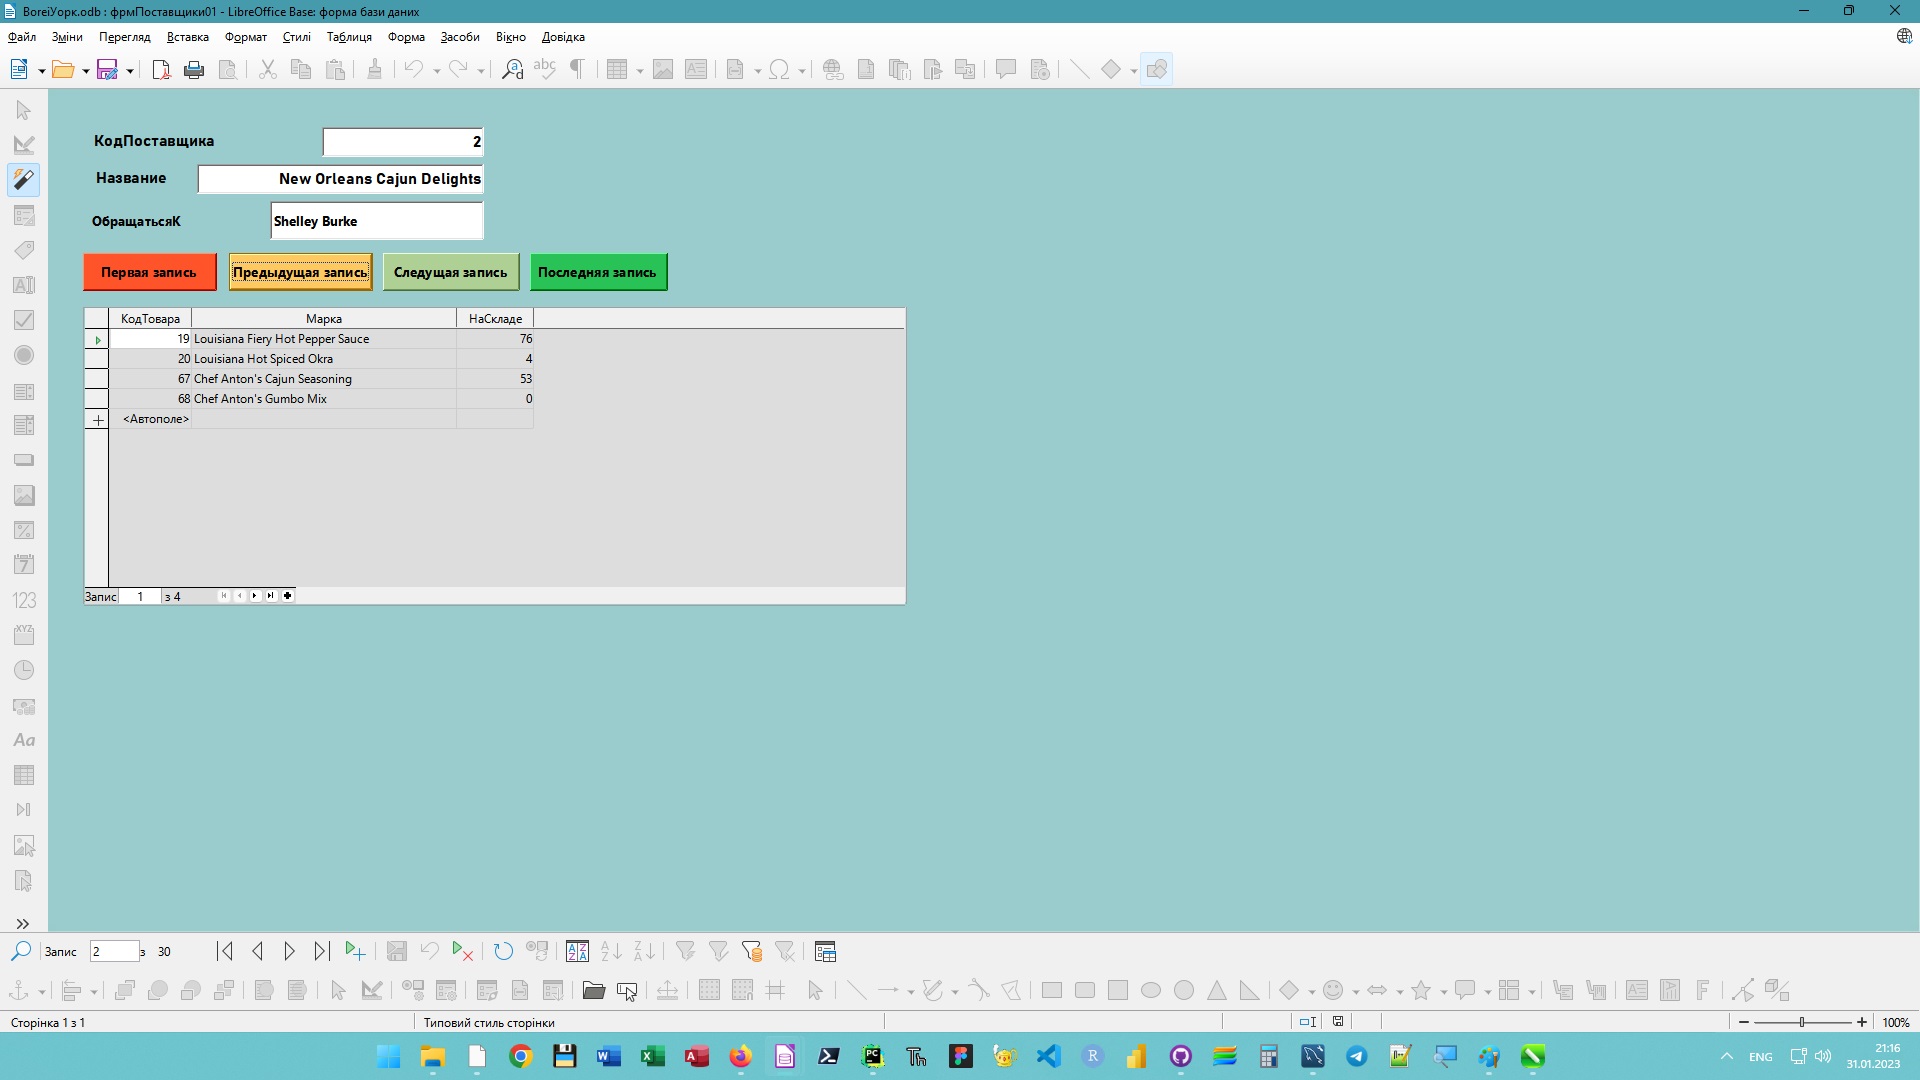 BoreiYорк.odb : фрмПоставщики01 - LibreOffice Base: форма бази даних
Файл Зміни Перегляд Вставка Формат Стилі Таблиця Форма Засоби Вікно Довідка
КодПоставщика 2
Название New Orleans Cajun Delights
ОбращатьсяК Shelley Burke
Первая запись Предыдущая запись Следущая запись Последняя запись
КодТовара Марка НаСкладе
19 Louisiana Fiery Hot Pepper Sauce 76
20 Louisiana Hot Spiced Okra 4
67 Chef Anton's Cajun Seasoning 53
68 Chef Anton's Gumbo Mix 0
<Автополе>
Запис 1 з 4
Запис 2 з 30
Сторінка 1 з 1 Типовий стиль сторінки 100%
ENG 21:16
31.01.2023